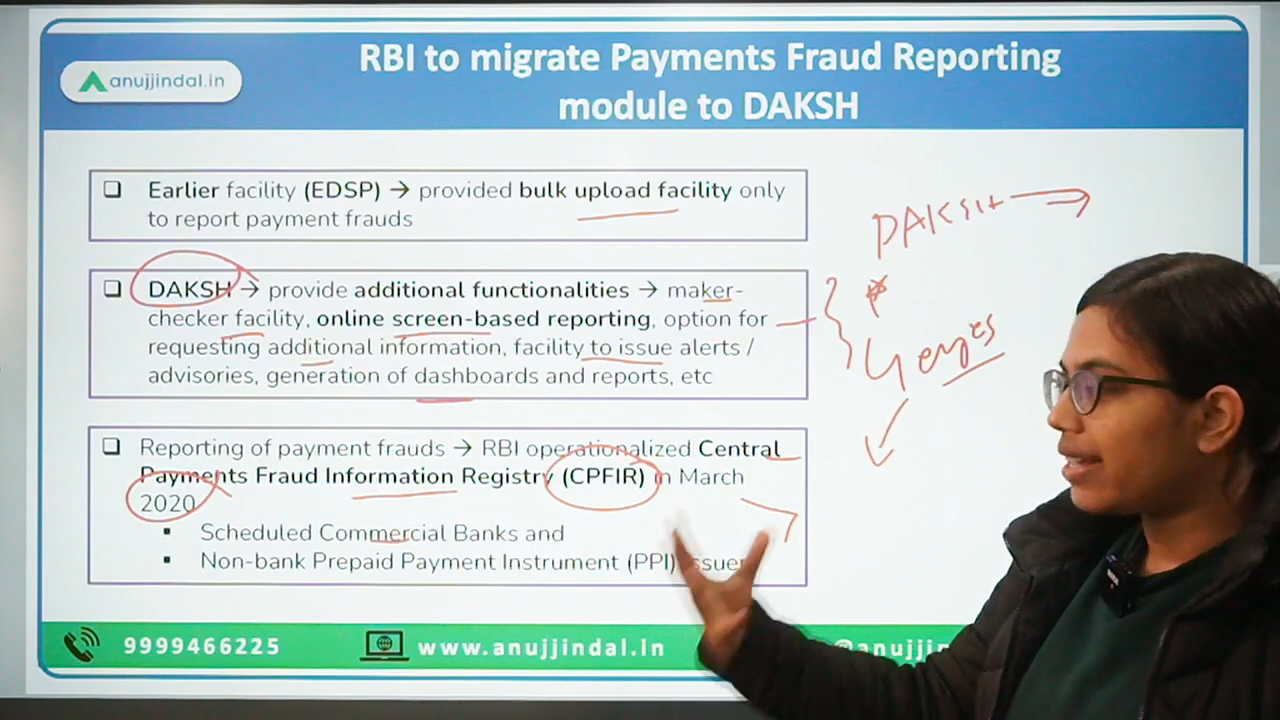 RBI to migrate Payments Fraud Reporting
module to DAKSH
anujjindal.in
❑ Earlier facility (EDSP) → provided bulk upload facility only
to report payment frauds
❑ DAKSH → provide additional functionalities → maker-
checker facility, online screen-based reporting, option for
requesting additional information, facility to issue alerts /
advisories, generation of dashboards and reports, etc
❑ Reporting of payment frauds → RBI operationalized Central
Payments Fraud Information Registry (CPFIR) in March
2020
▪ Scheduled Commercial Banks and
▪ Non-bank Prepaid Payment Instrument (PPI) issuer
DAKSH →
*
4 eyes
9999466225
www.anujjindal.in
@anujjin